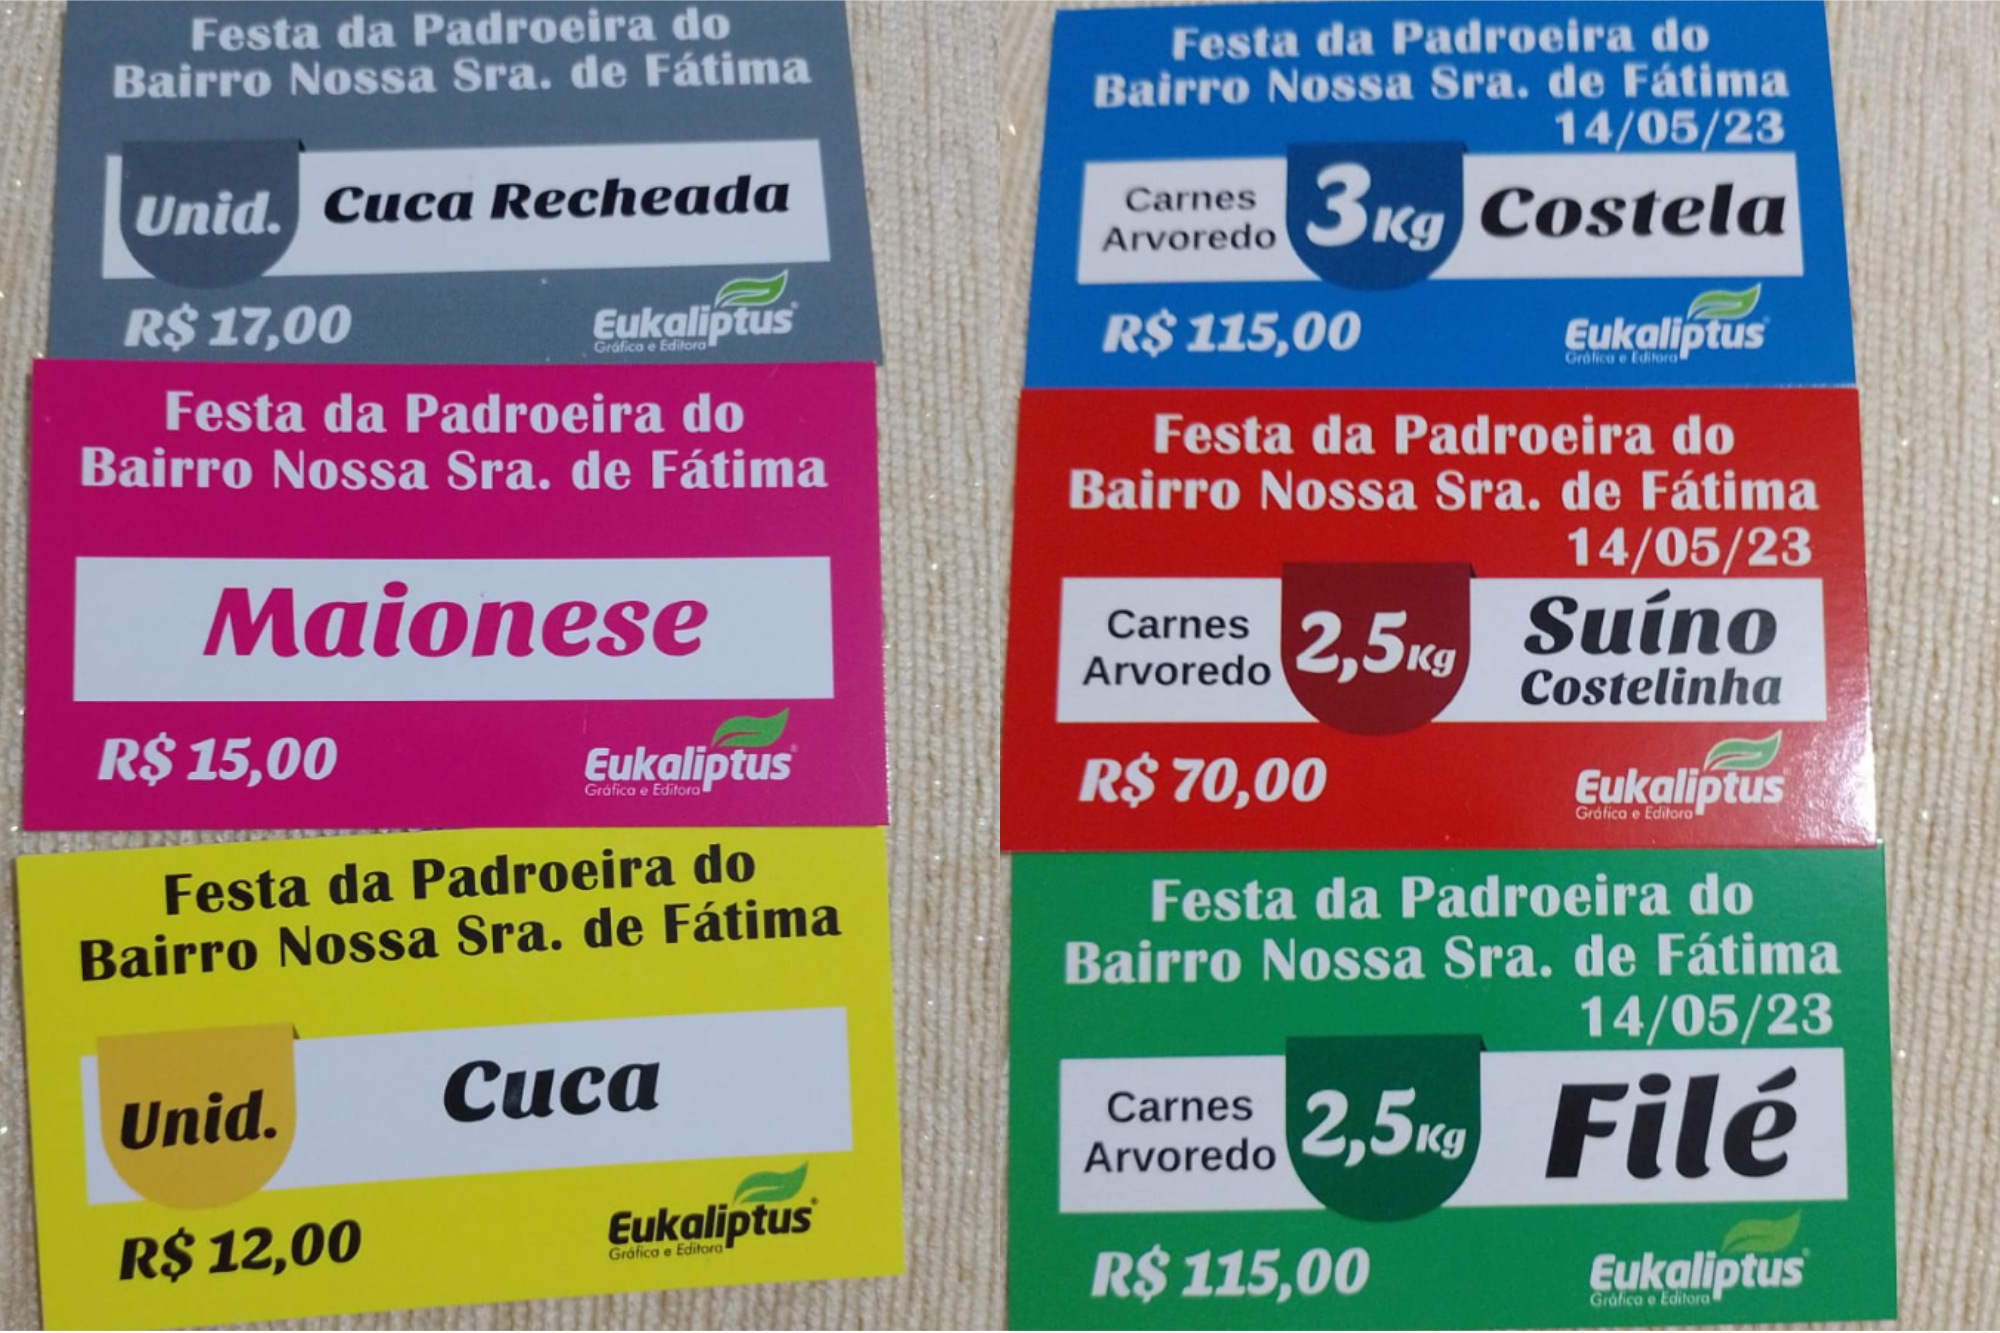 Festa da Padroeira do
Bairro Nossa Sra. de Fátima
Unid.
Cuca Recheada
R$ 17,00
Eukaliptus
Gráfica e Editora
Festa da Padroeira do
Bairro Nossa Sra. de Fátima
Maionese
R$ 15,00
Eukaliptus
Gráfica e Editora
Festa da Padroeira do
Bairro Nossa Sra. de Fátima
Unid.
Cuca
R$ 12,00
Eukaliptus
Gráfica e Editora
Festa da Padroeira do
Bairro Nossa Sra. de Fátima
14/05/23
Carnes
Arvoredo
3Kg
Costela
R$ 115,00
Eukaliptus
Gráfica e Editora
Festa da Padroeira do
Bairro Nossa Sra. de Fátima
14/05/23
Carnes
Arvoredo
2,5Kg
Suíno
Costelinha
R$ 70,00
Eukaliptus
Gráfica e Editora
Festa da Padroeira do
Bairro Nossa Sra. de Fátima
14/05/23
Carnes
Arvoredo
2,5Kg
Filé
R$ 115,00
Eukaliptus
Gráfica e Editora